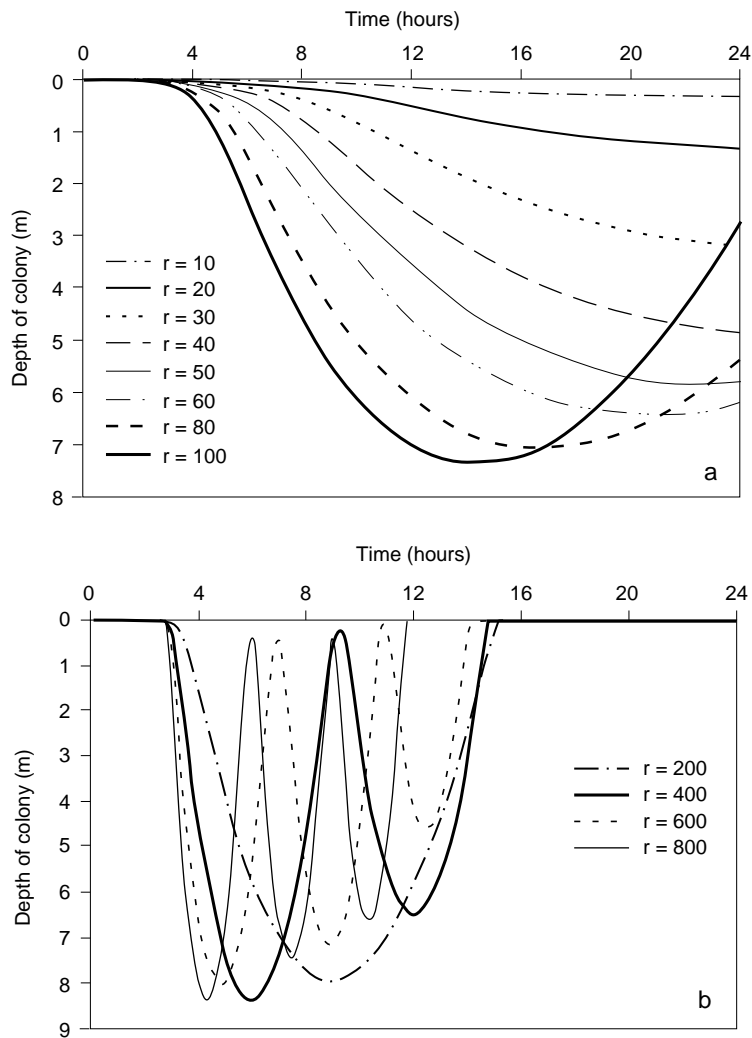 Time (hours)
0 4 8 12 16 20 24
0
1
2
3
4
5
6
7
8
Depth of colony (m)
r = 10
r = 20
r = 30
r = 40
r = 50
r = 60
r = 80
r = 100
a
Time (hours)
0 4 8 12 16 20 24
0
1
2
3
4
5
6
7
8
9
Depth of colony (m)
r = 200
r = 400
r = 600
r = 800
b